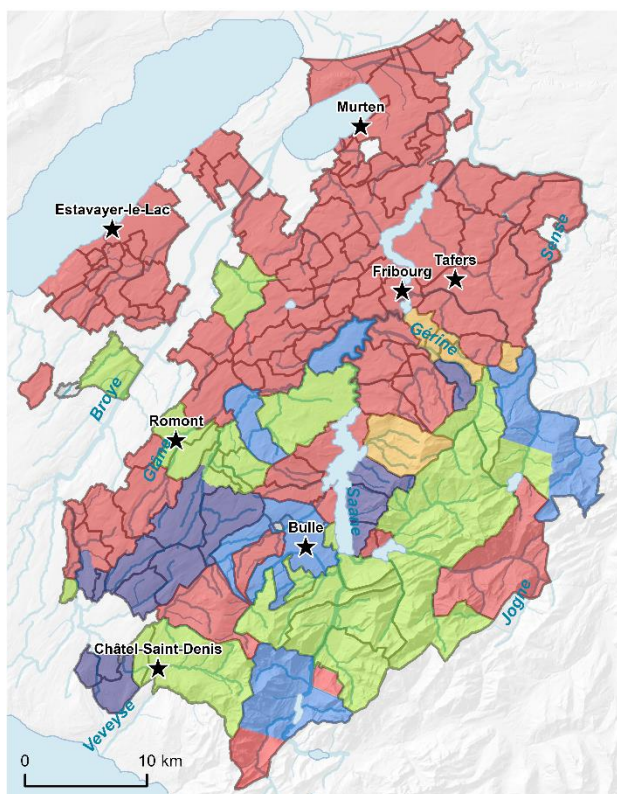 Murten
Estavayer-le-Lac
Sense
Tafers
Fribourg
Gérine
Broye
Romont
Glâne
Sarine
Bulle
Jogne
Châtel-Saint-Denis
Veveyse
0 10 km